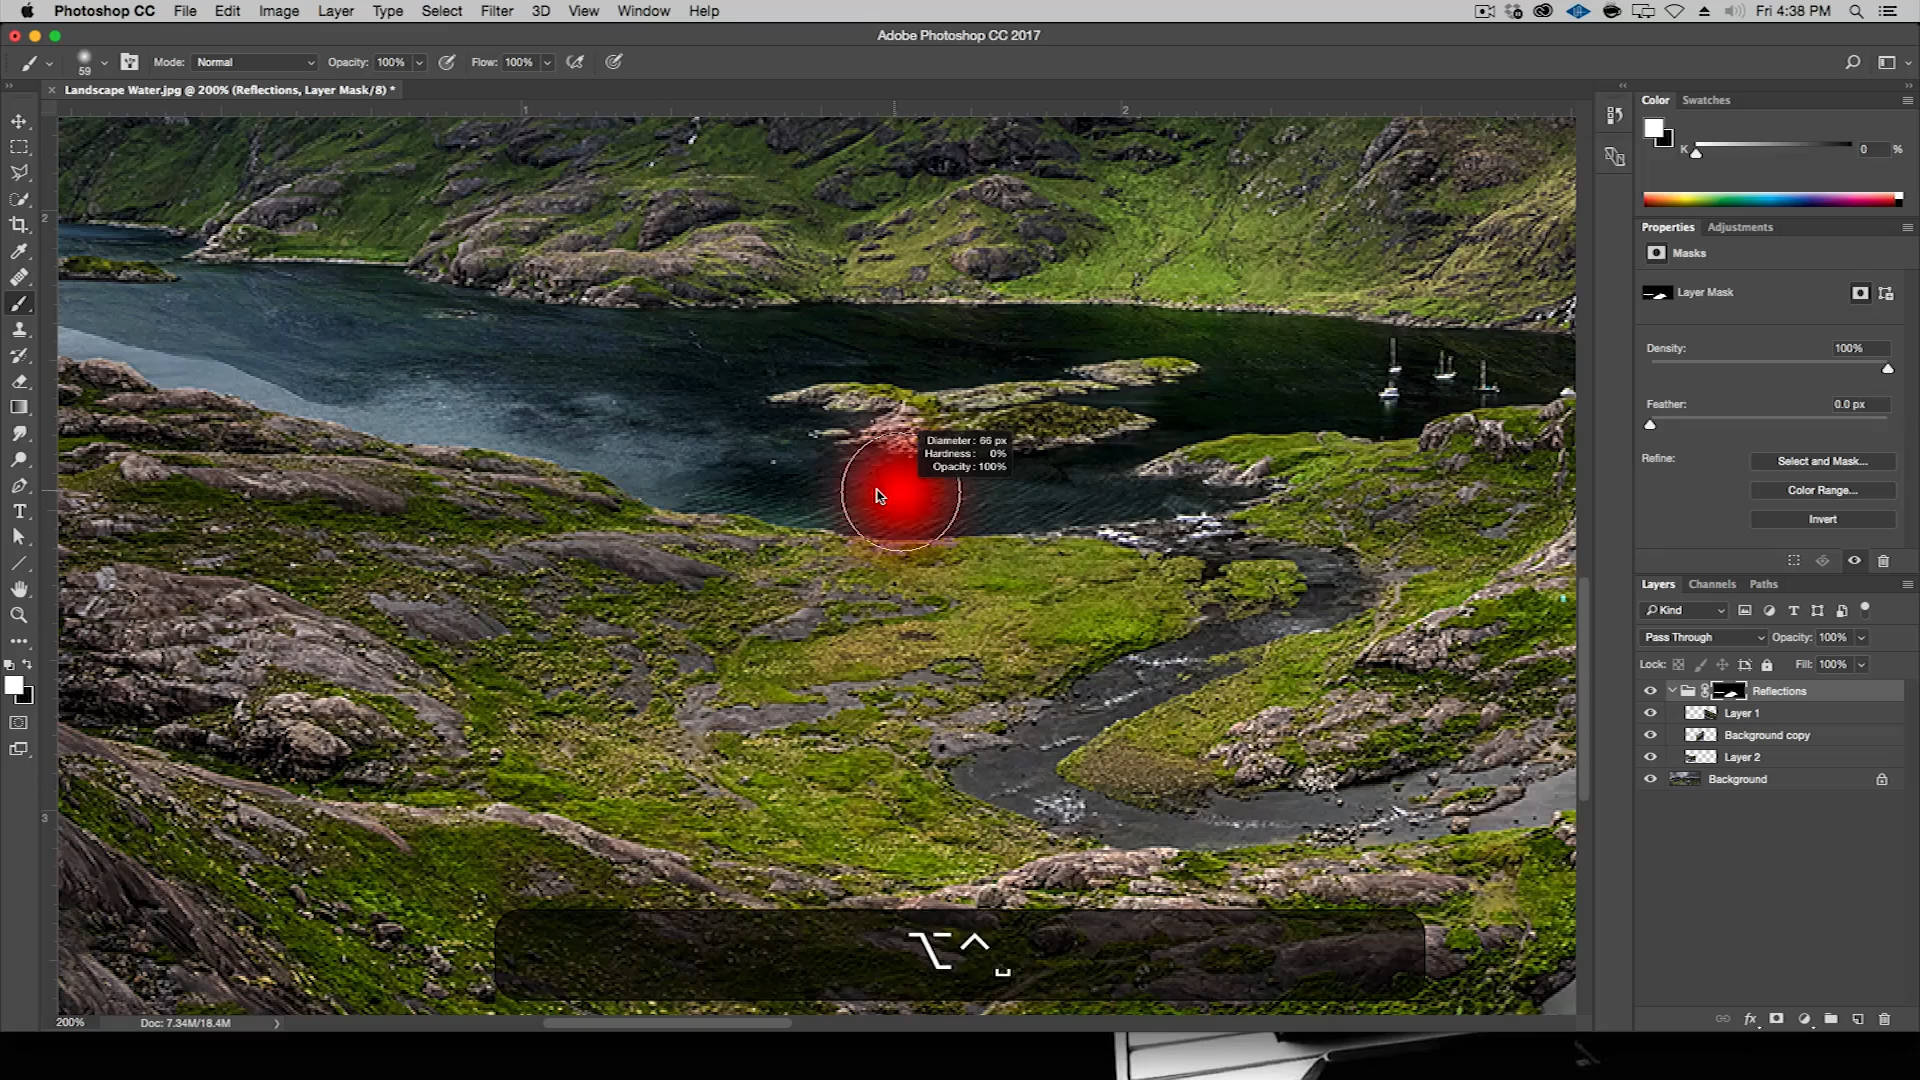 Photoshop CC File Edit Image Layer Type Select Filter 3D View Window Help Fri 4:38 PM
Adobe Photoshop CC 2017
59 Mode: Normal Opacity: 100% Flow: 100%
× Landscape Water.jpg @ 200% (Reflections, Layer Mask/8) *
1 2
2
3
Diameter: 66 px
Hardness: 0%
Opacity: 100%
Color Swatches
K 0 %
Properties Adjustments
Masks
Layer Mask
Density: 100%
Feather: 0.0 px
Refine: Select and Mask...
Color Range...
Invert
Layers Channels Paths
Kind
Pass Through Opacity: 100%
Lock: Fill: 100%
Reflections
Layer 1
Background copy
Layer 2
Background
⌥⌃␣
200% Doc: 7.34M/18.4M